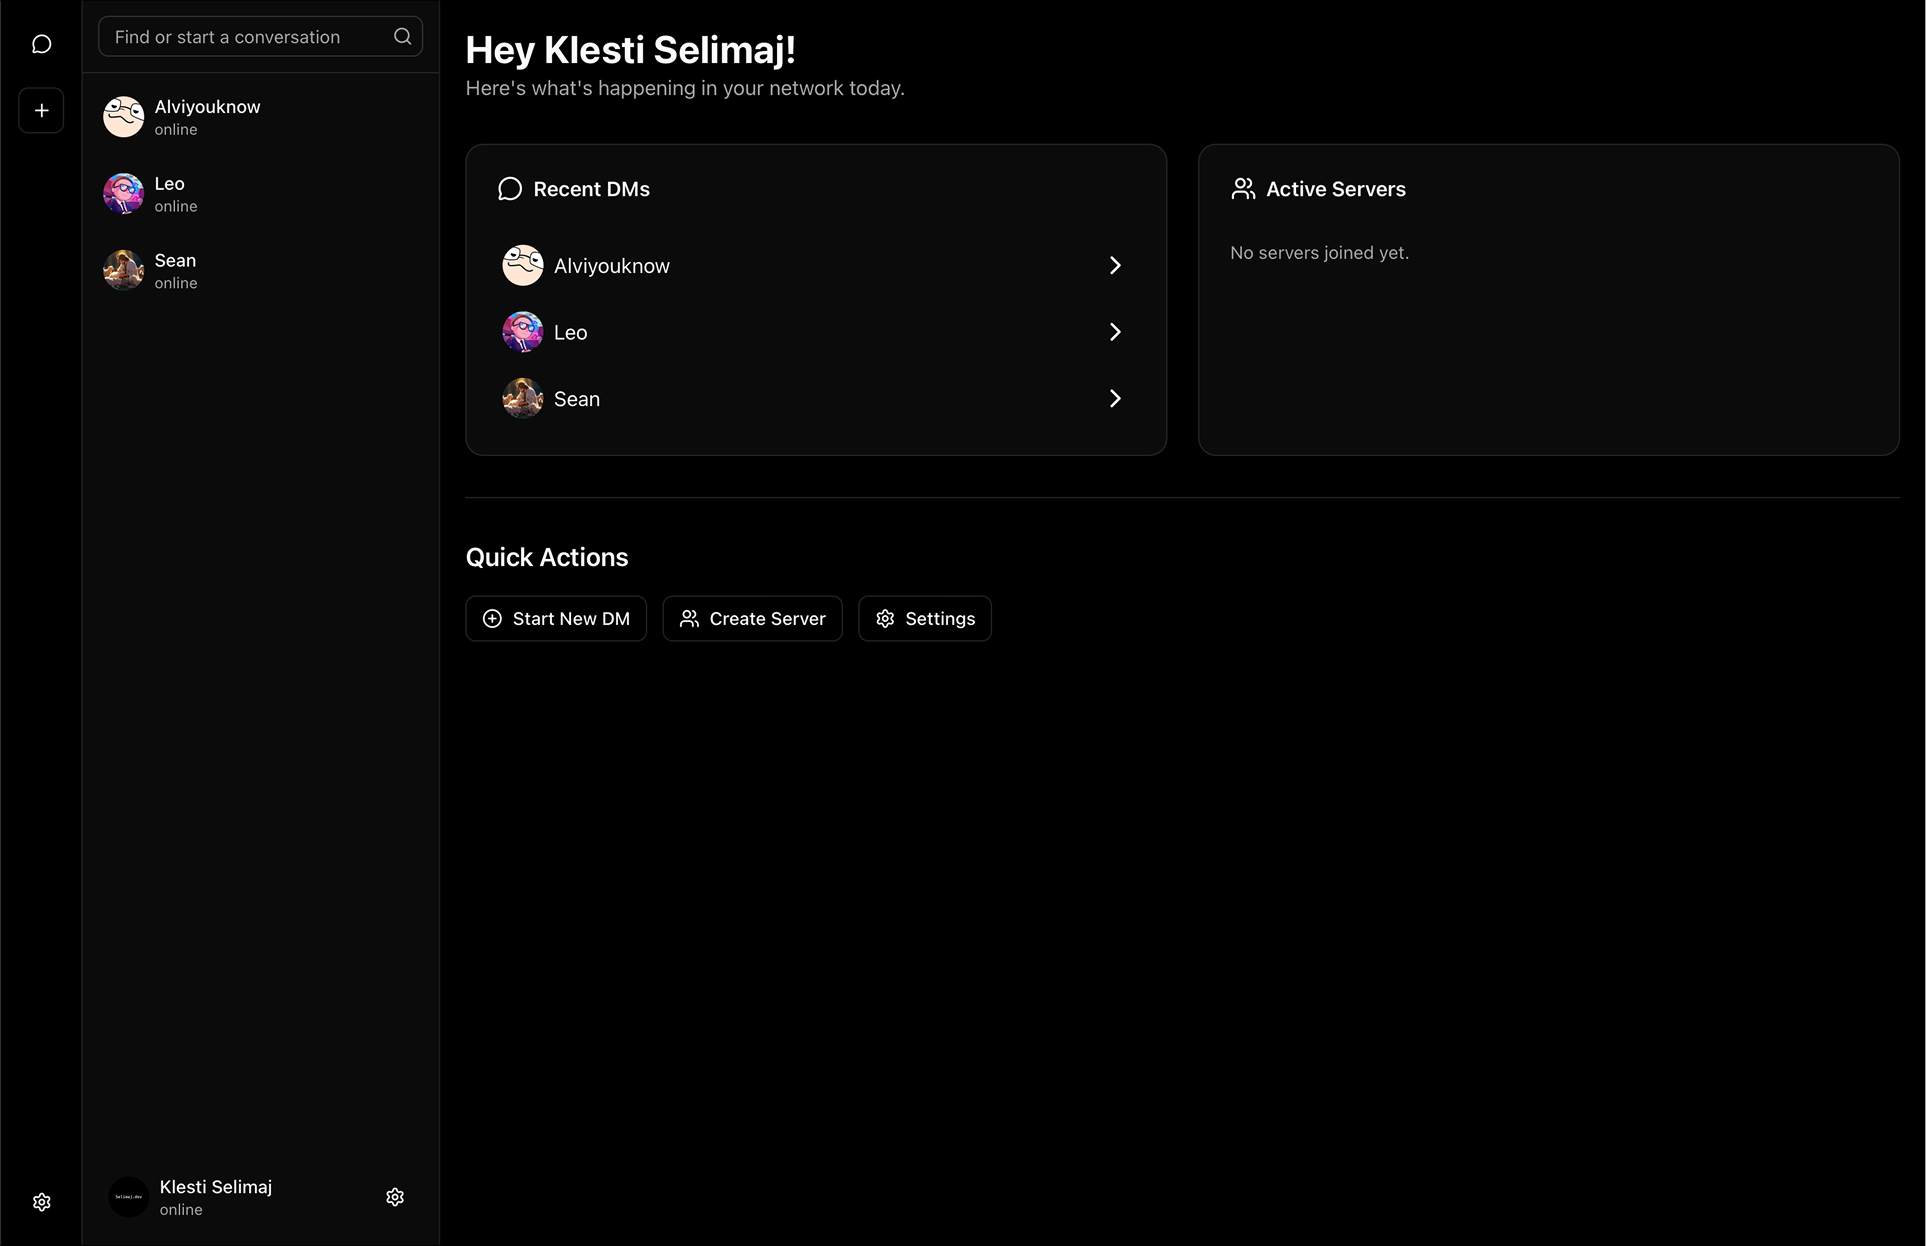 Find or start a conversation
Alviyouknow
online
Leo
online
Sean
online
Klesti Selimaj
online
Selimaj.dev
Hey Klesti Selimaj!
Here's what's happening in your network today.
Recent DMs
Alviyouknow
Leo
Sean
Active Servers
No servers joined yet.
Quick Actions
Start New DM
Create Server
Settings